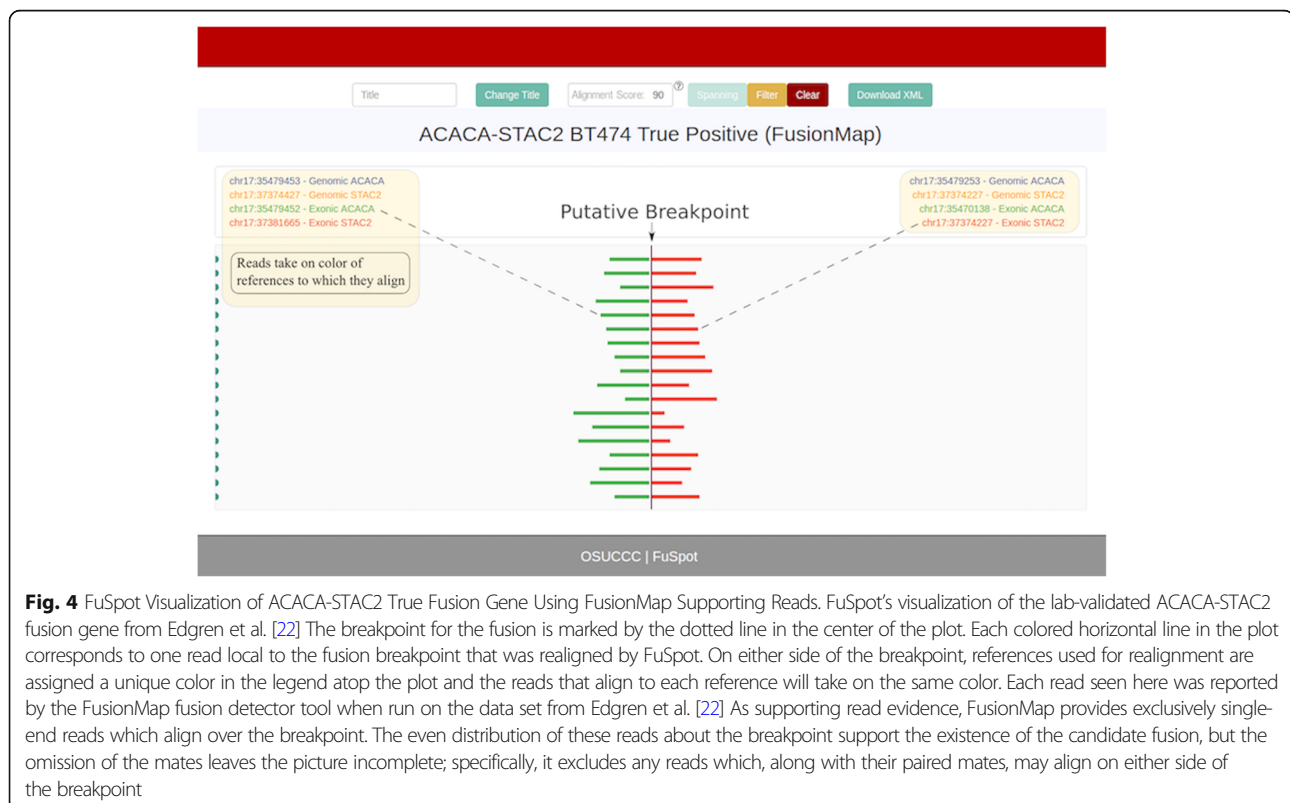 Title
Change Title
Alignment Score: 90
?
Spanning
Filter
Clear
Download XML
ACACA-STAC2 BT474 True Positive (FusionMap)
chr17:35479453 - Genomic ACACA
chr17:37374427 - Genomic STAC2
chr17:35479452 - Exonic ACACA
chr17:37381665 - Exonic STAC2
Reads take on color of
references to which they align
Putative Breakpoint
chr17:35479253 - Genomic ACACA
chr17:37374227 - Genomic STAC2
chr17:35470138 - Exonic ACACA
chr17:37374227 - Exonic STAC2
OSUCCC | FuSpot
Fig. 4 FuSpot Visualization of ACACA-STAC2 True Fusion Gene Using FusionMap Supporting Reads. FuSpot's visualization of the lab-validated ACACA-STAC2
fusion gene from Edgren et al. [22] The breakpoint for the fusion is marked by the dotted line in the center of the plot. Each colored horizontal line in the plot
corresponds to one read local to the fusion breakpoint that was realigned by FuSpot. On either side of the breakpoint, references used for realignment are
assigned a unique color in the legend atop the plot and the reads that align to each reference will take on the same color. Each read seen here was reported
by the FusionMap fusion detector tool when run on the data set from Edgren et al. [22] As supporting read evidence, FusionMap provides exclusively single-
end reads which align over the breakpoint. The even distribution of these reads about the breakpoint support the existence of the candidate fusion, but the
omission of the mates leaves the picture incomplete; specifically, it excludes any reads which, along with their paired mates, may align on either side of
the breakpoint